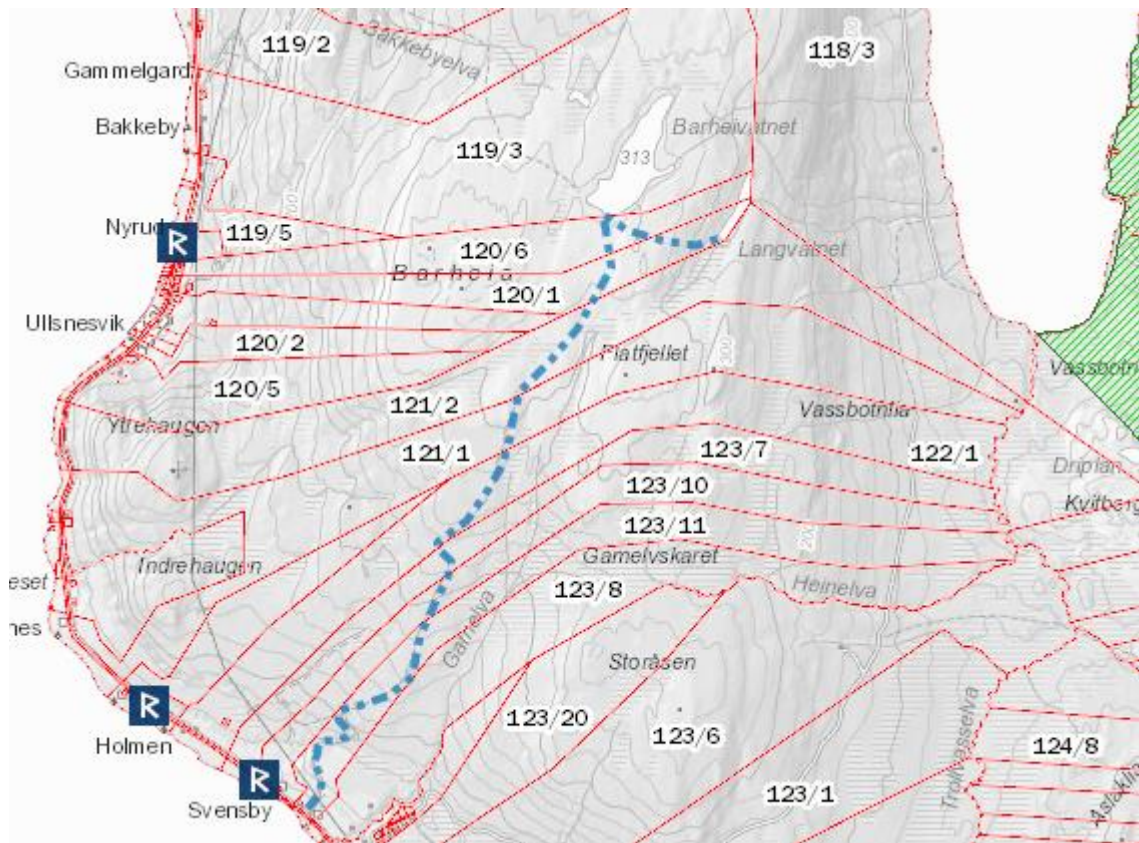 119/2
Bakkebyelva
118/3
Gammelgard
Bakkeby
Barheivatnet
119/3
313
Nyrud
119/5
120/6
Langvatnet
Barheia
120/1
Ullsnesvik
120/2
Flatfjellet
300
120/5
121/2
Vassbotnlia
Ytrehaugen
121/1
123/7
122/1
123/10
Kvitberg
123/11
200
Gamelvskaret
Indrehaugen
eset
123/8
Heinelva
nes
Gamelva
Storåsen
123/20
Holmen
123/6
124/8
Trollvasselva
123/1
Svensby